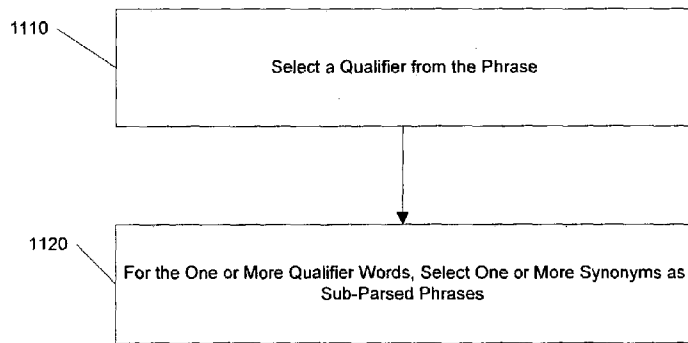 1110
Select a Qualifier from the Phrase
1120
For the One or More Qualifier Words, Select One or More Synonyms as
Sub-Parsed Phrases